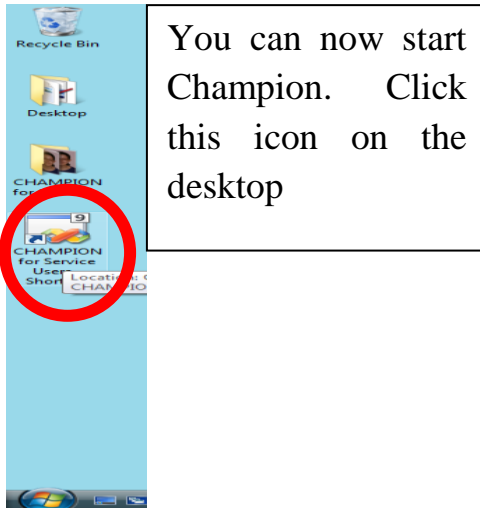 Recycle Bin
You can now start
Champion. Click
this icon on the
desktop
Desktop
CHAMPION
for
9
CHAMPION
for Service
Users
Short
Location:
CHAMPIO